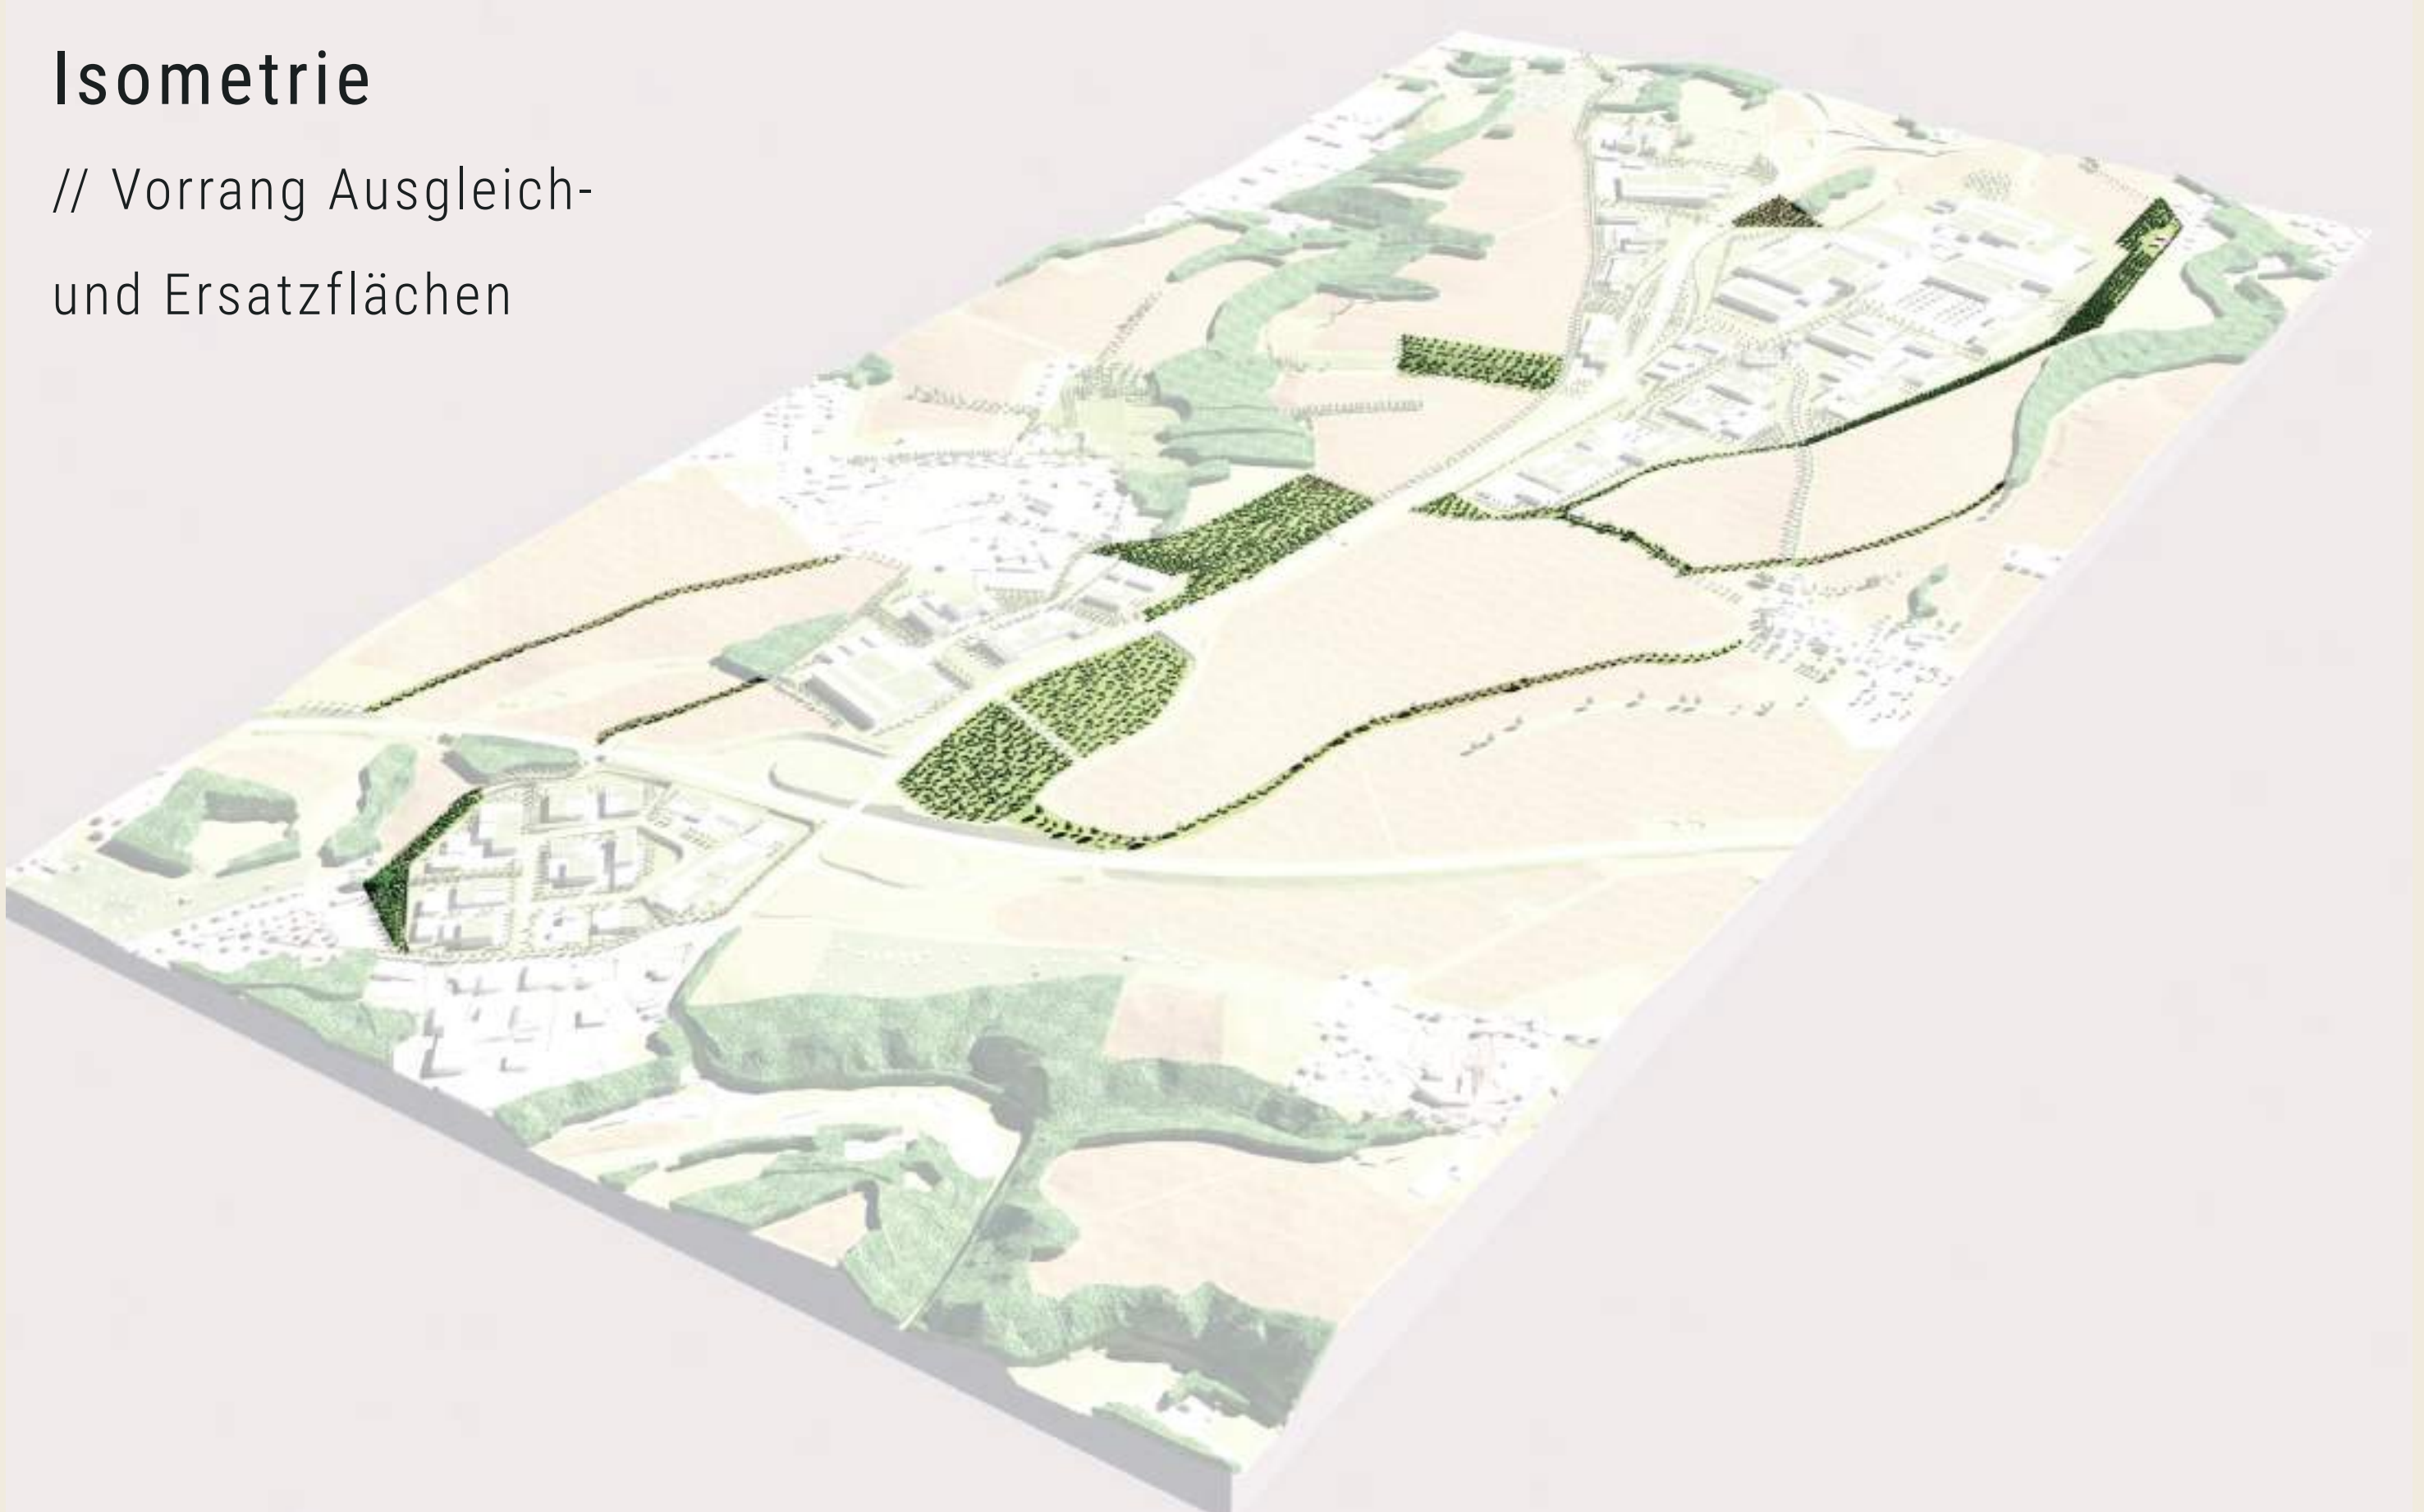 Isometrie
// Vorrang Ausgleich-
und Ersatzflächen